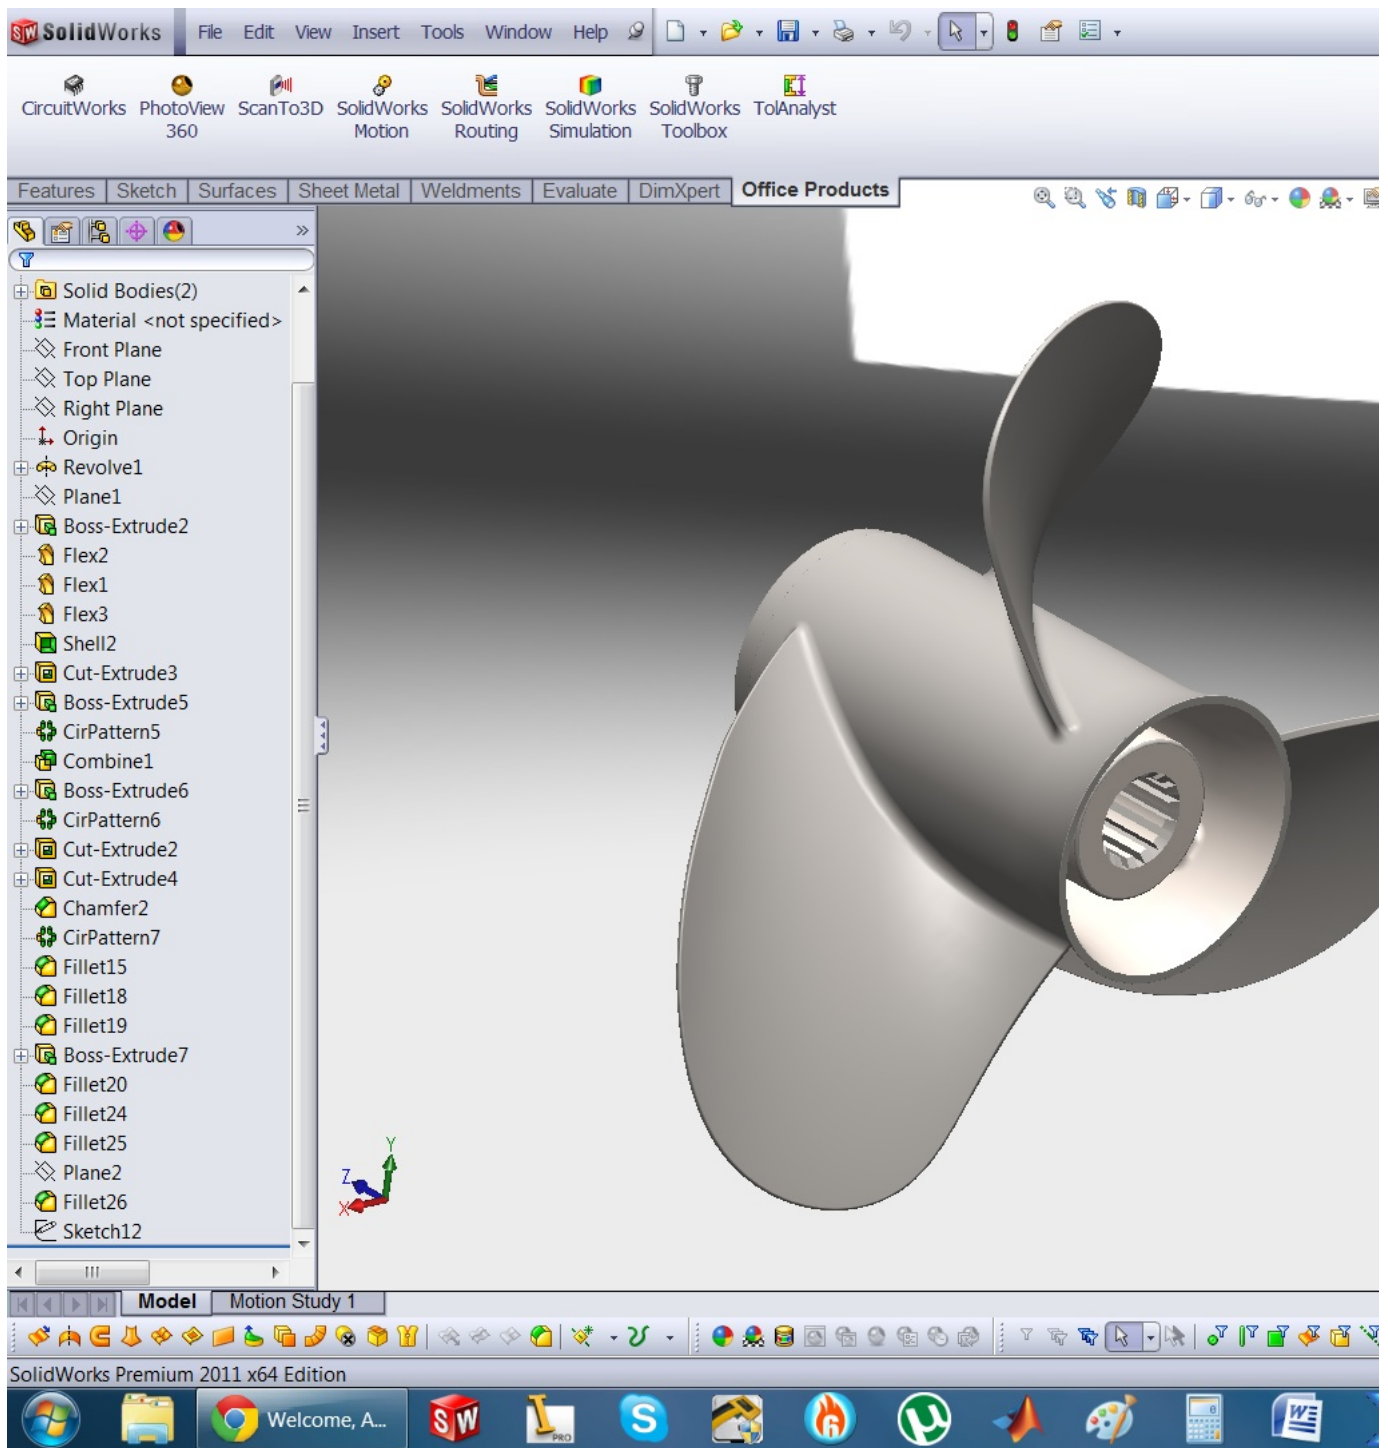 SolidWorks File Edit View Insert Tools Window Help
CircuitWorks PhotoView 360 ScanTo3D SolidWorks Motion SolidWorks Routing SolidWorks Simulation SolidWorks Toolbox TolAnalyst
Features Sketch Surfaces Sheet Metal Weldments Evaluate DimXpert Office Products
Solid Bodies(2)
Material <not specified>
Front Plane
Top Plane
Right Plane
Origin
Revolve1
Plane1
Boss-Extrude2
Flex2
Flex1
Flex3
Shell2
Cut-Extrude3
Boss-Extrude5
CirPattern5
Combine1
Boss-Extrude6
CirPattern6
Cut-Extrude2
Cut-Extrude4
Chamfer2
CirPattern7
Fillet15
Fillet18
Fillet19
Boss-Extrude7
Fillet20
Fillet24
Fillet25
Plane2
Fillet26
Sketch12
Y
Z
X
Model Motion Study 1
SolidWorks Premium 2011 x64 Edition
Welcome, A...
SW
PRO